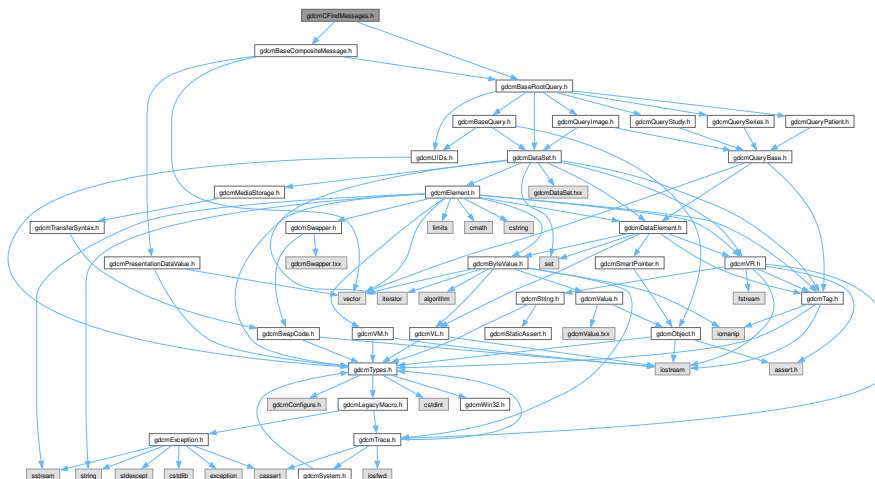 gdcmCFindMessages.h
gdcmBaseCompositeMessage.h
gdcmBaseRootQuery.h
gdcmBaseQuery.h
gdcmQueryImage.h
gdcmQueryStudy.h
gdcmQuerySeries.h
gdcmQueryPatient.h
gdcmUIDs.h
gdcmDataSet.h
gdcmQueryBase.h
gdcmMediaStorage.h
gdcmElement.h
gdcmDataSet.txx
gdcmTransferSyntax.h
gdcmSwapper.h
limits
cmath
cstring
gdcmDataElement.h
gdcmPresentationDataValue.h
gdcmSwapper.txx
gdcmByteValue.h
set
gdcmSmartPointer.h
gdcmVR.h
vector
iterator
algorithm
gdcmString.h
gdcmValue.h
fstream
gdcmTag.h
gdcmSwapCode.h
gdcmVM.h
gdcmVL.h
gdcmStaticAssert.h
gdcmValue.txx
gdcmObject.h
iomanip
gdcmTypes.h
iostream
assert.h
gdcmConfigure.h
gdcmLegacyMacro.h
cstdint
gdcmWin32.h
gdcmException.h
gdcmTrace.h
sstream
string
stdexcept
cstdlib
exception
cassert
gdcmSystem.h
iosfwd